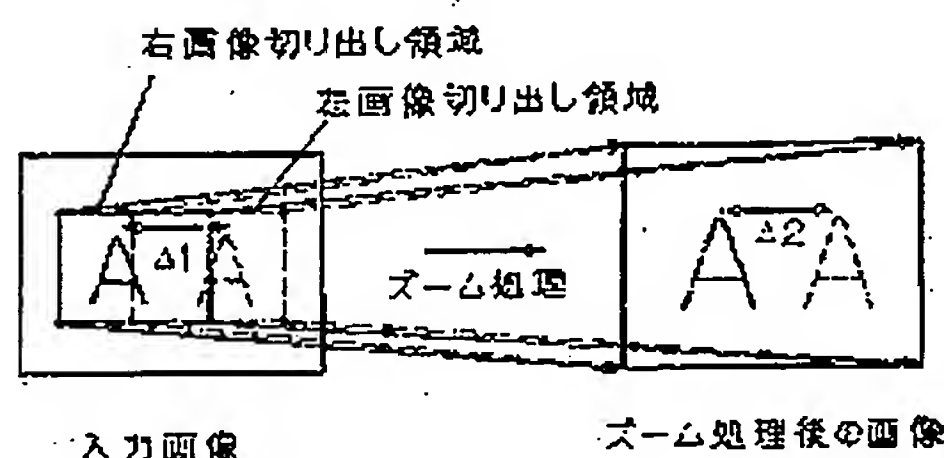 右画像切り出し領域
左画像切り出し領域
A Δ1 A
ズーム処理
A Δ2 A
入力画像
ズーム処理後の画像